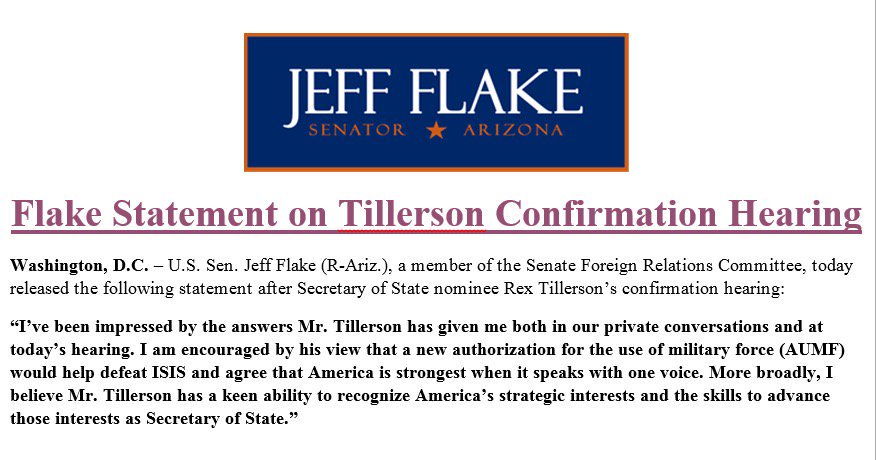 JEFF FLAKE
SENATOR ★ ARIZONA
Flake Statement on Tillerson Confirmation Hearing
Washington, D.C. – U.S. Sen. Jeff Flake (R-Ariz.), a member of the Senate Foreign Relations Committee, today
released the following statement after Secretary of State nominee Rex Tillerson’s confirmation hearing:
“I’ve been impressed by the answers Mr. Tillerson has given me both in our private conversations and at
today’s hearing. I am encouraged by his view that a new authorization for the use of military force (AUMF)
would help defeat ISIS and agree that America is strongest when it speaks with one voice. More broadly, I
believe Mr. Tillerson has a keen ability to recognize America’s strategic interests and the skills to advance
those interests as Secretary of State.”